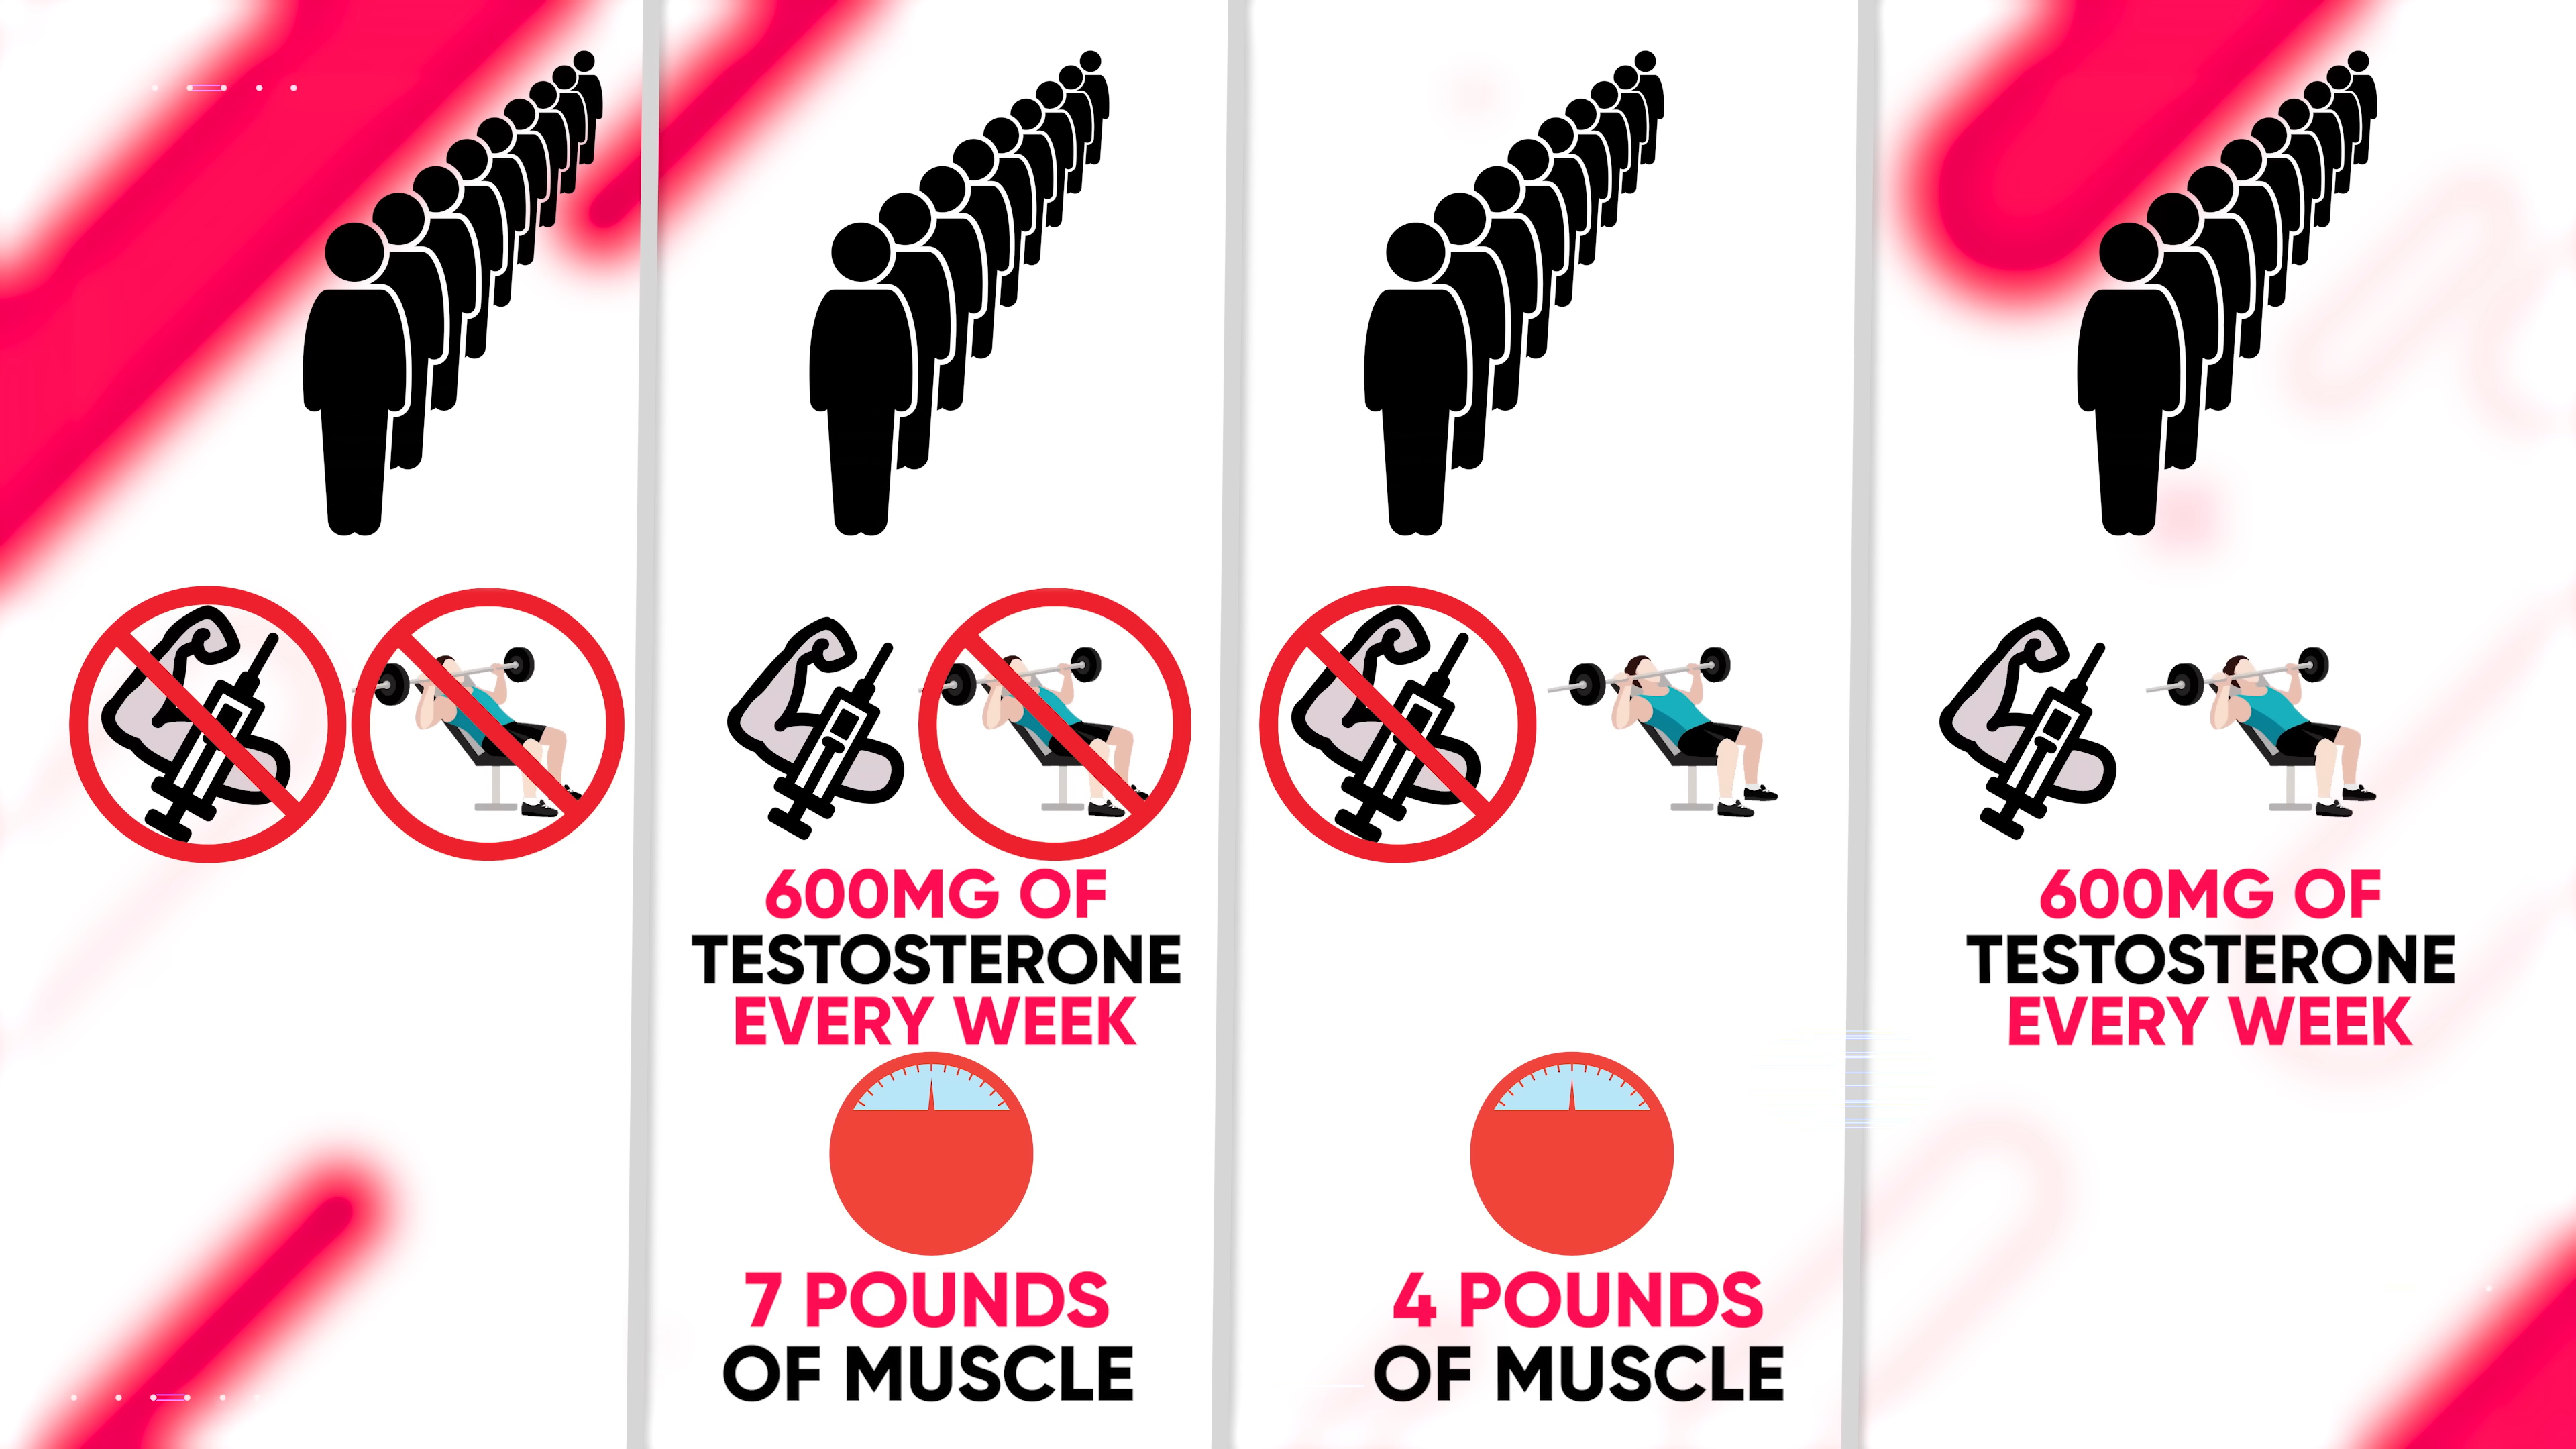 600MG OF
TESTOSTERONE
EVERY WEEK
7 POUNDS
OF MUSCLE
4 POUNDS
OF MUSCLE
600MG OF
TESTOSTERONE
EVERY WEEK